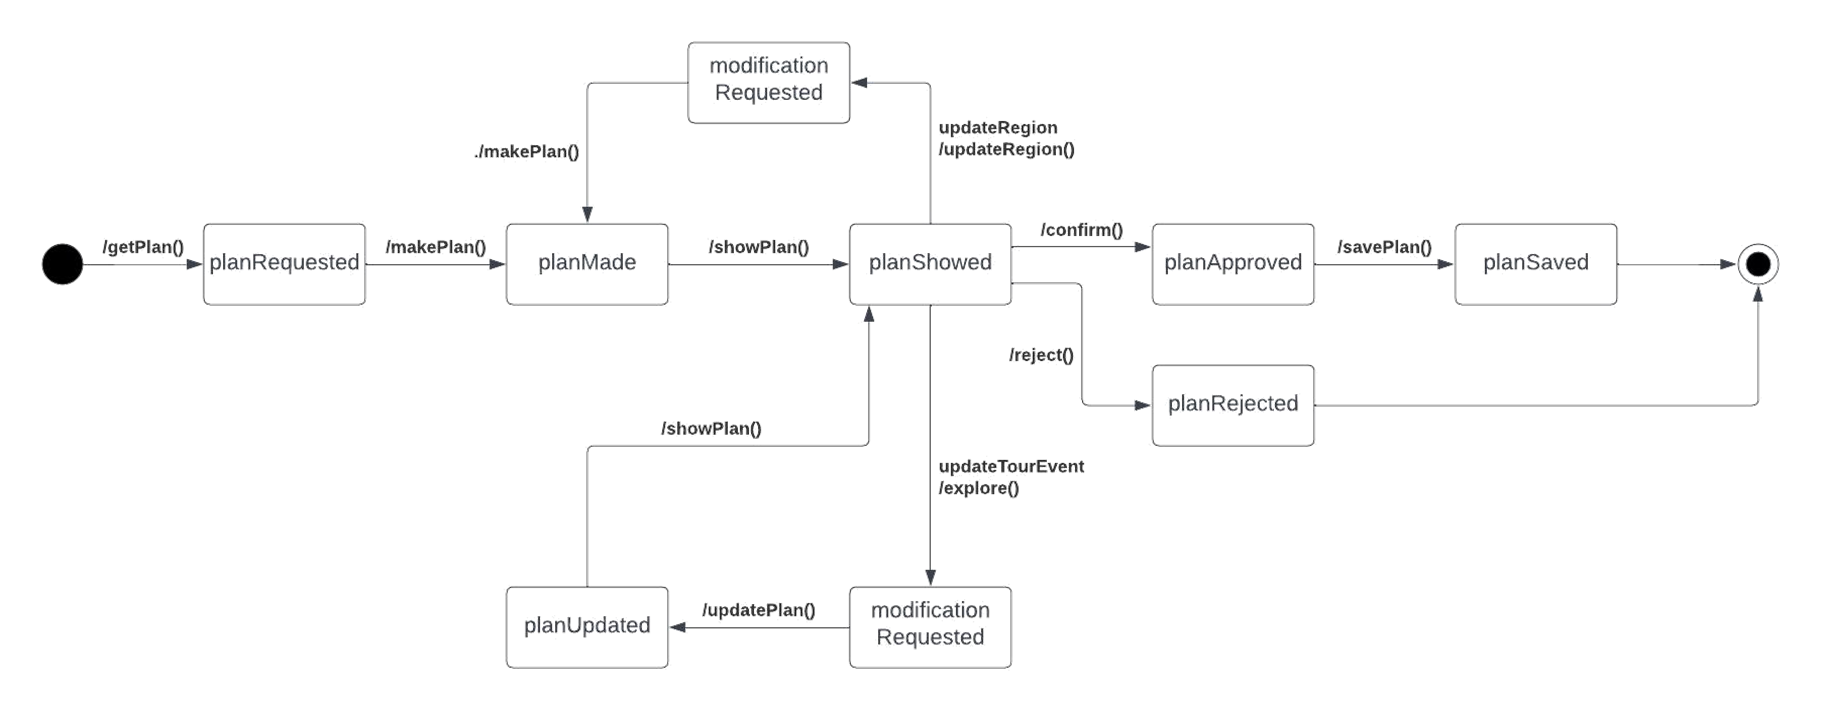 modification
Requested
updateRegion
/updateRegion()
./makePlan()
/getPlan()
planRequested
/makePlan()
planMade
/showPlan()
planShowed
/confirm()
planApproved
/savePlan()
planSaved
/reject()
planRejected
/showPlan()
updateTourEvent
/explore()
planUpdated
/updatePlan()
modification
Requested